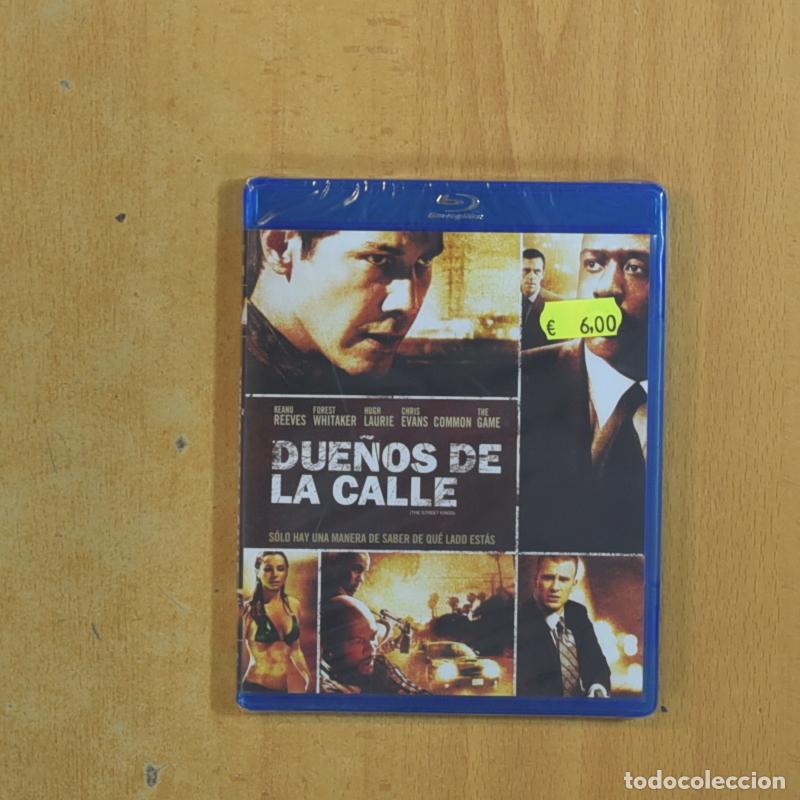 Blu-ray Disc
€ 6,00
KEANU REEVES FOREST WHITAKER HUGH LAURIE CHRIS EVANS COMMON THE GAME
DUEÑOS DE
LA CALLE
(THE STREET KINGS)
SÓLO HAY UNA MANERA DE SABER DE QUÉ LADO ESTÁS
todocoleccion